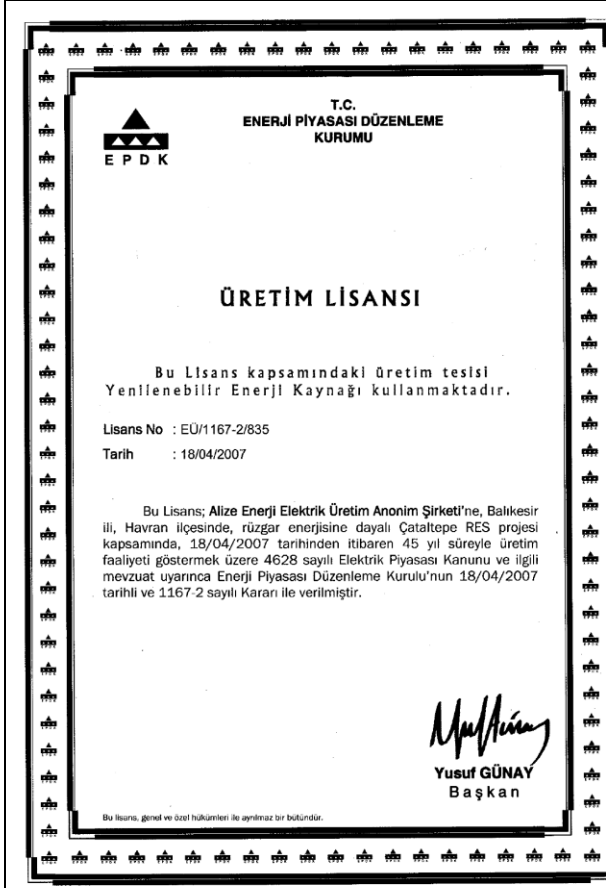 T.C.
ENERJİ PİYASASI DÜZENLEME
KURUMU
EPDK
ÜRETİM LİSANSI
Bu Lisans kapsamındaki üretim tesisi
Yenilenebilir Enerji Kaynağı kullanmaktadır.
Lisans No : EÜ/1167-2/835
Tarih : 18/04/2007
Bu Lisans; Alize Enerji Elektrik Üretim Anonim Şirketi'ne, Balıkesir
ili, Havran ilçesinde, rüzgar enerjisine dayalı Çataltepe RES projesi
kapsamında, 18/04/2007 tarihinden itibaren 45 yıl süreyle üretim
faaliyeti göstermek üzere 4628 sayılı Elektrik Piyasası Kanunu ve ilgili
mevzuat uyarınca Enerji Piyasası Düzenleme Kurulu'nun 18/04/2007
tarihli ve 1167-2 sayılı Kararı ile verilmiştir.
Yusuf GÜNAY
Başkan
Bu lisans, genel ve özel hükümleri ile ayrılmaz bir bütündür.